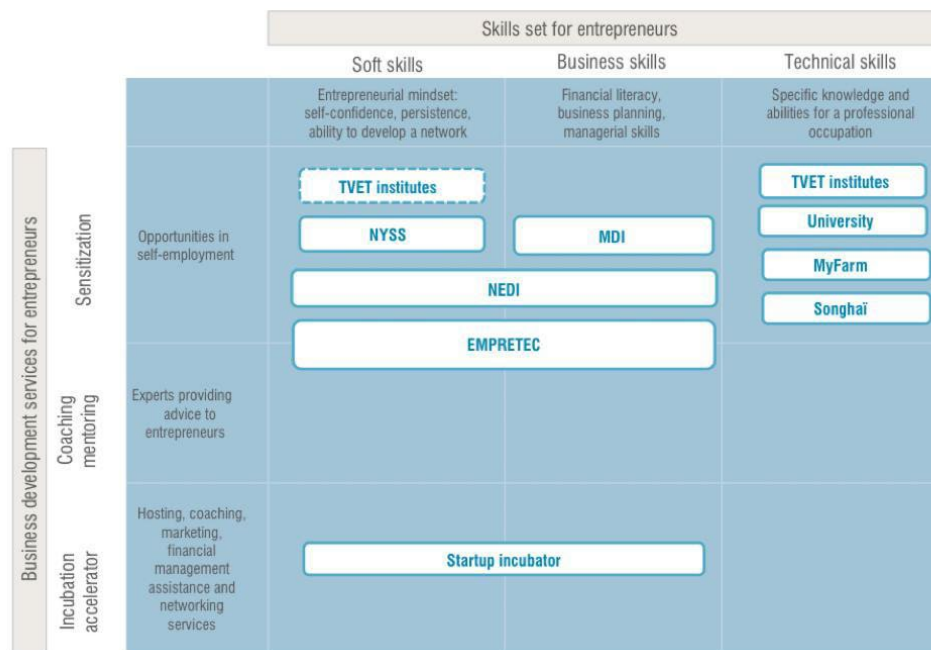 Skills set for entrepreneurs
Soft skills
Business skills
Technical skills
Entrepreneurial mindset:
self-confidence, persistence,
ability to develop a network
Financial literacy,
business planning,
managerial skills
Specific knowledge and
abilities for a professional
occupation
Business development services for entrepreneurs
Sensitization
Opportunities in
self-employment
TVET institutes
NYSS
MDI
NEDI
EMPRETEC
TVET institutes
University
MyFarm
Songhaï
Coaching
mentoring
Experts providing
advice to
entrepreneurs
Incubation
accelerator
Hosting, coaching,
marketing,
financial
management
assistance and
networking
services
Startup incubator